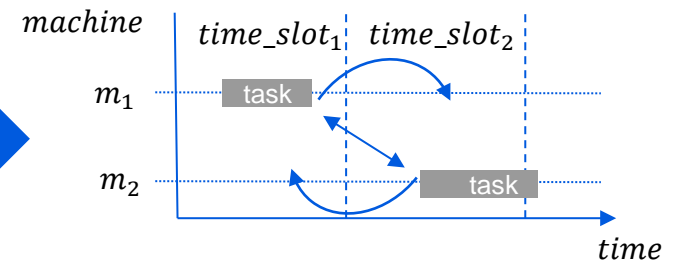 machine
time_slot₁ time_slot₂
m₁ task
m₂ task
time